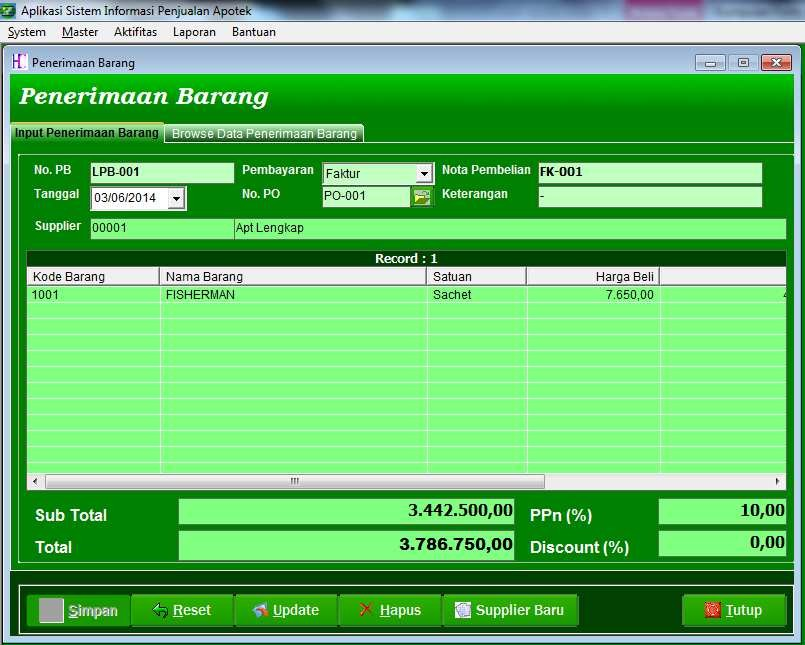 Aplikasi Sistem Informasi Penjualan Apotek
System Master Aktifitas Laporan Bantuan
Penerimaan Barang
Penerimaan Barang
Input Penerimaan Barang Browse Data Penerimaan Barang
No. PB LPB-001 Pembayaran Faktur Nota Pembelian FK-001
Tanggal 03/06/2014 No. PO PO-001 Keterangan -
Supplier 00001 Apt Lengkap
Record : 1
Kode Barang Nama Barang Satuan Harga Beli
1001 FISHERMAN Sachet 7.650,00
Sub Total 3.442.500,00 PPn (%) 10,00
Total 3.786.750,00 Discount (%) 0,00
Simpan Reset Update Hapus Supplier Baru Tutup